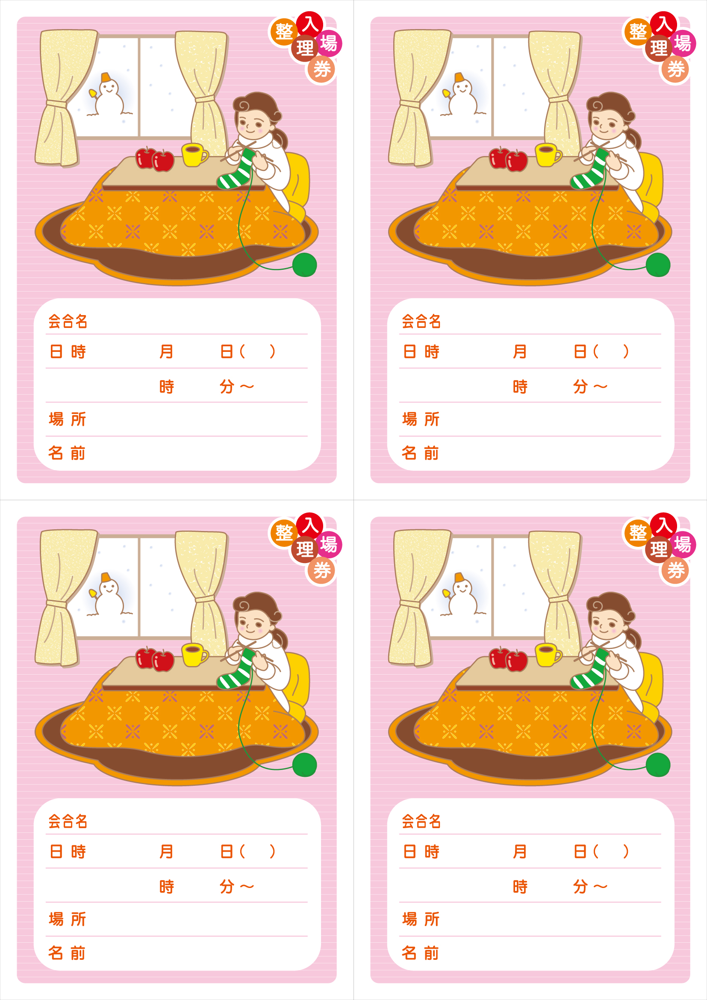 入場
整理
券
会合名
日時 月 日( )
時 分〜
場所
名前
入場
整理
券
会合名
日時 月 日( )
時 分〜
場所
名前
入場
整理
券
会合名
日時 月 日( )
時 分〜
場所
名前
入場
整理
券
会合名
日時 月 日( )
時 分〜
場所
名前